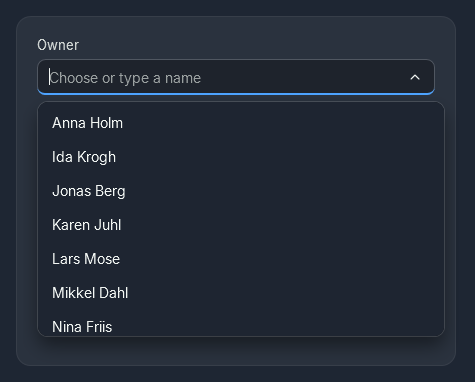 Owner
Choose or type a name
Anna Holm
Ida Krogh
Jonas Berg
Karen Juhl
Lars Mose
Mikkel Dahl
Nina Friis